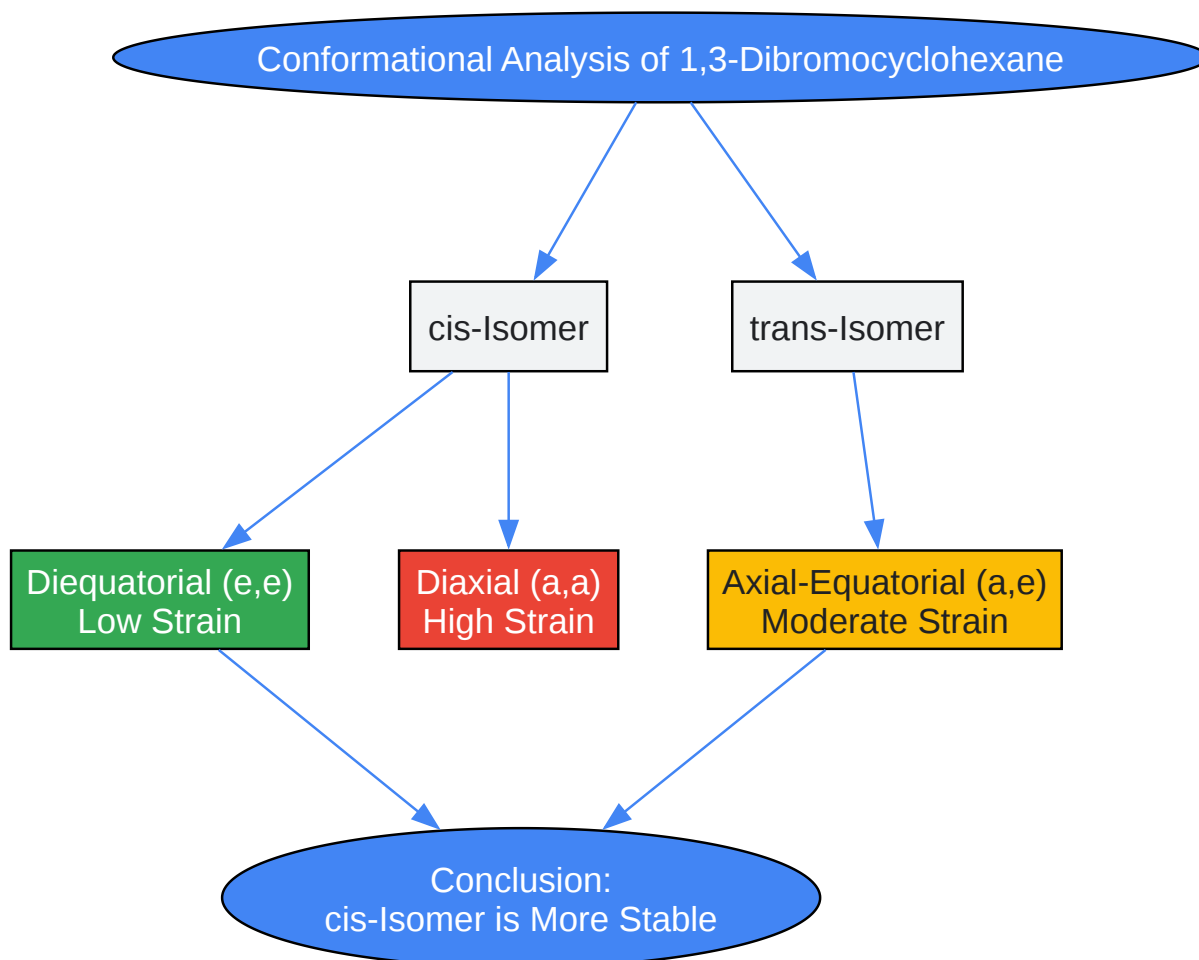 Conformational Analysis of 1,3-Dibromocyclohexane
cis-Isomer
trans-Isomer
Diequatorial (e,e)
Low Strain
Diaxial (a,a)
High Strain
Axial-Equatorial (a,e)
Moderate Strain
Conclusion:
cis-Isomer is More Stable